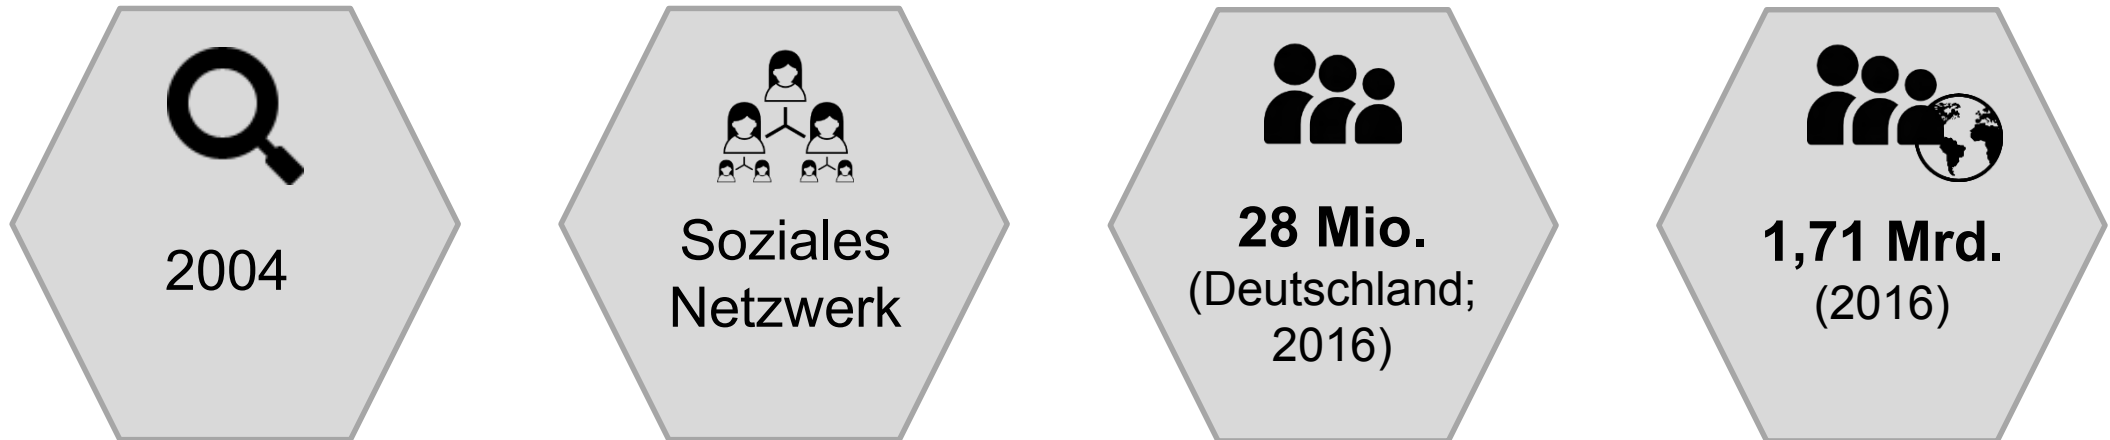 2004
Soziales
Netzwerk
28 Mio.
(Deutschland;
2016)
1,71 Mrd.
(2016)